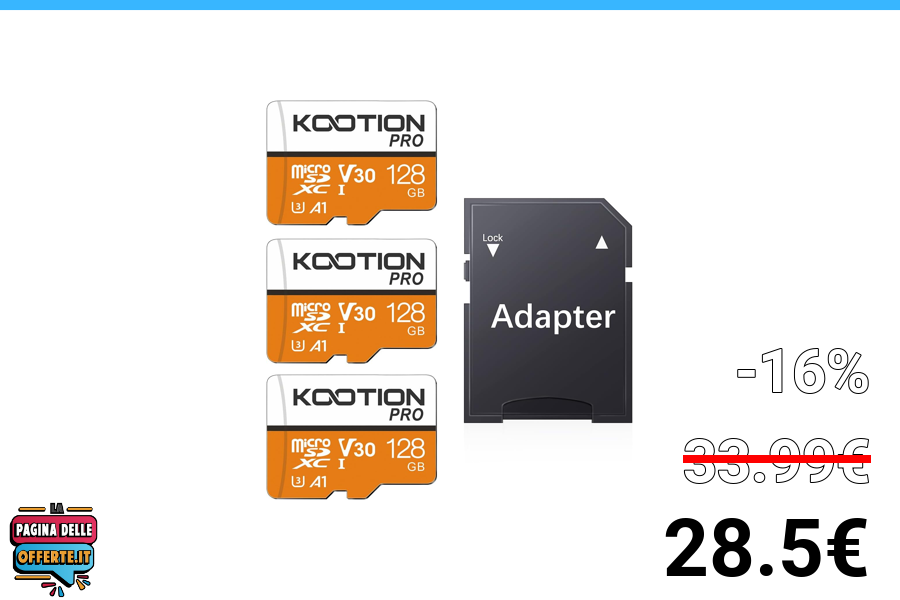 KOOTION
PRO
micro
SD
XC
V30
I
128
GB
3 A1
KOOTION
PRO
micro
SD
XC
V30
I
128
GB
3 A1
KOOTION
PRO
micro
SD
XC
V30
I
128
GB
3 A1
Lock
Adapter
-16%
33.99€
28.5€
LA
PAGINA DELLE
OFFERTE.IT